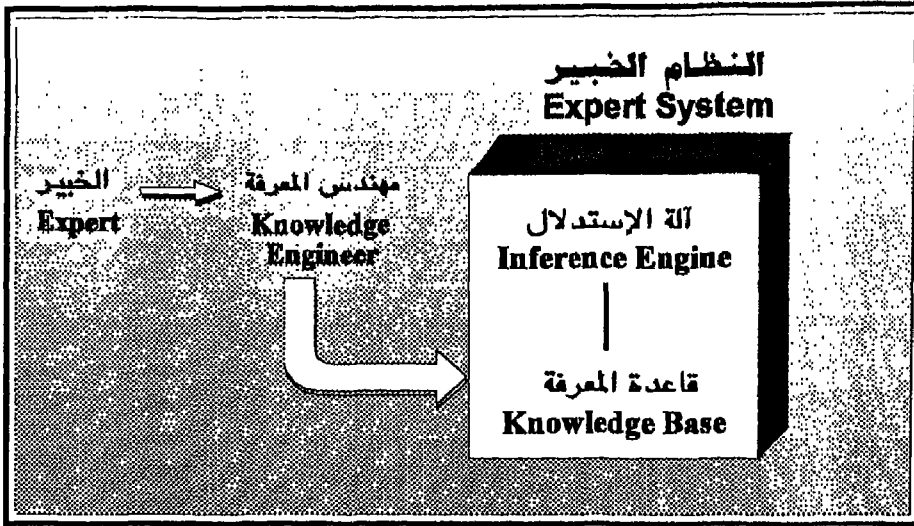 النظام الخبير
Expert System
الخبير
Expert
مهندس المعرفة
Knowledge
Engineer
آلة الإستدلال
Inference Engine
قاعدة المعرفة
Knowledge Base